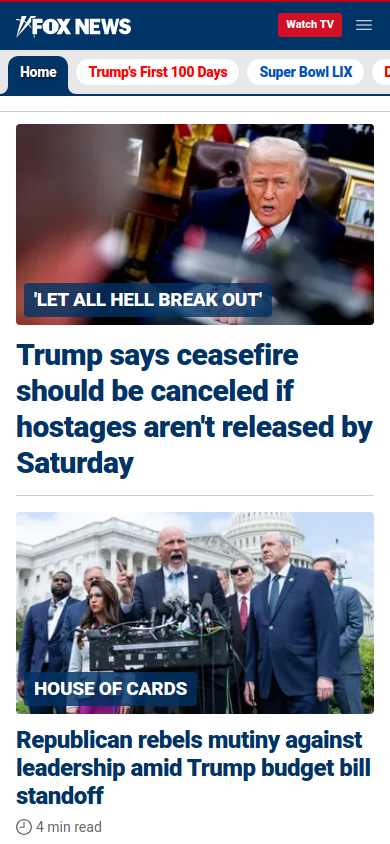 FOX NEWS
Watch TV
Home
Trump's First 100 Days
Super Bowl LIX
D
'LET ALL HELL BREAK OUT'
Trump says ceasefire
should be canceled if
hostages aren't released by
Saturday
HOUSE OF CARDS
Republican rebels mutiny against
leadership amid Trump budget bill
standoff
4 min read